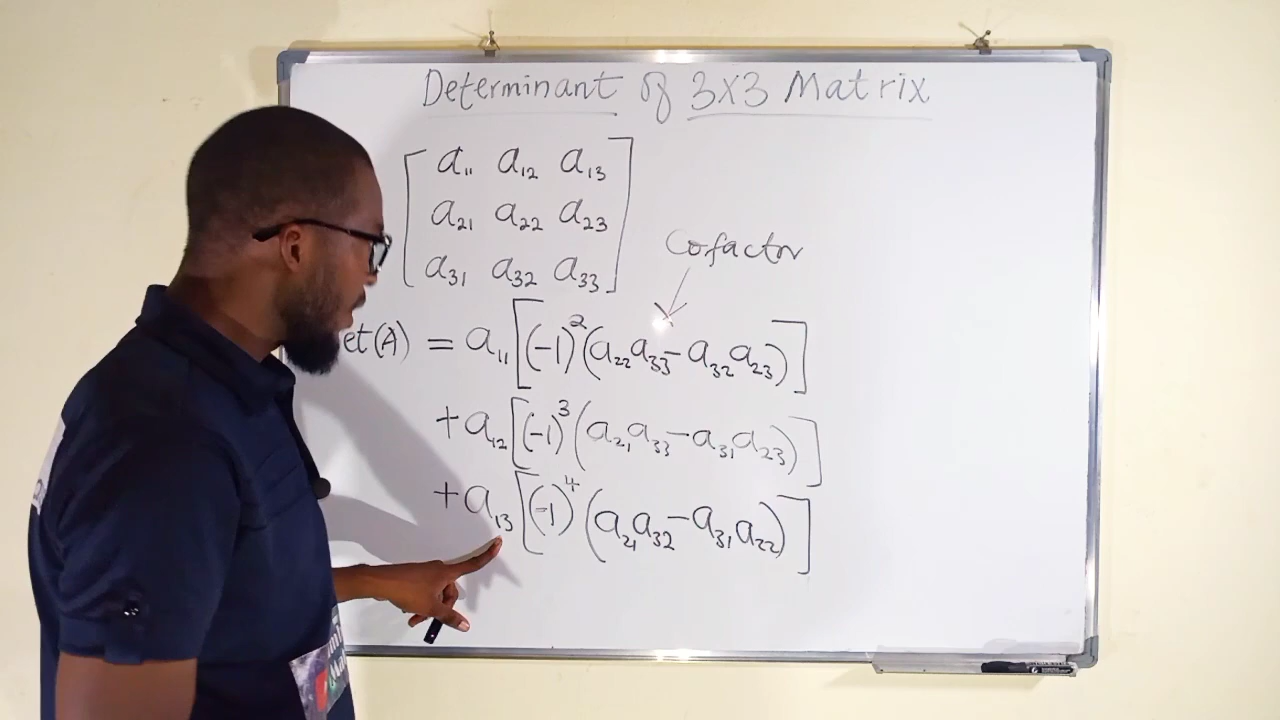 Determinant of 3x3 Matrix
a₁₁ a₁₂ a₁₃
a₂₁ a₂₂ a₂₃
a₃₁ a₃₂ a₃₃
Cofactor
et(A) = a₁₁[(-1)²(a₂₂a₃₃-a₃₂a₂₃)]
+a₁₂[(-1)³(a₂₁a₃₃-a₃₁a₂₃)]
+a₁₃[(-1)⁴(a₂₁a₃₂-a₃₁a₂₂)]